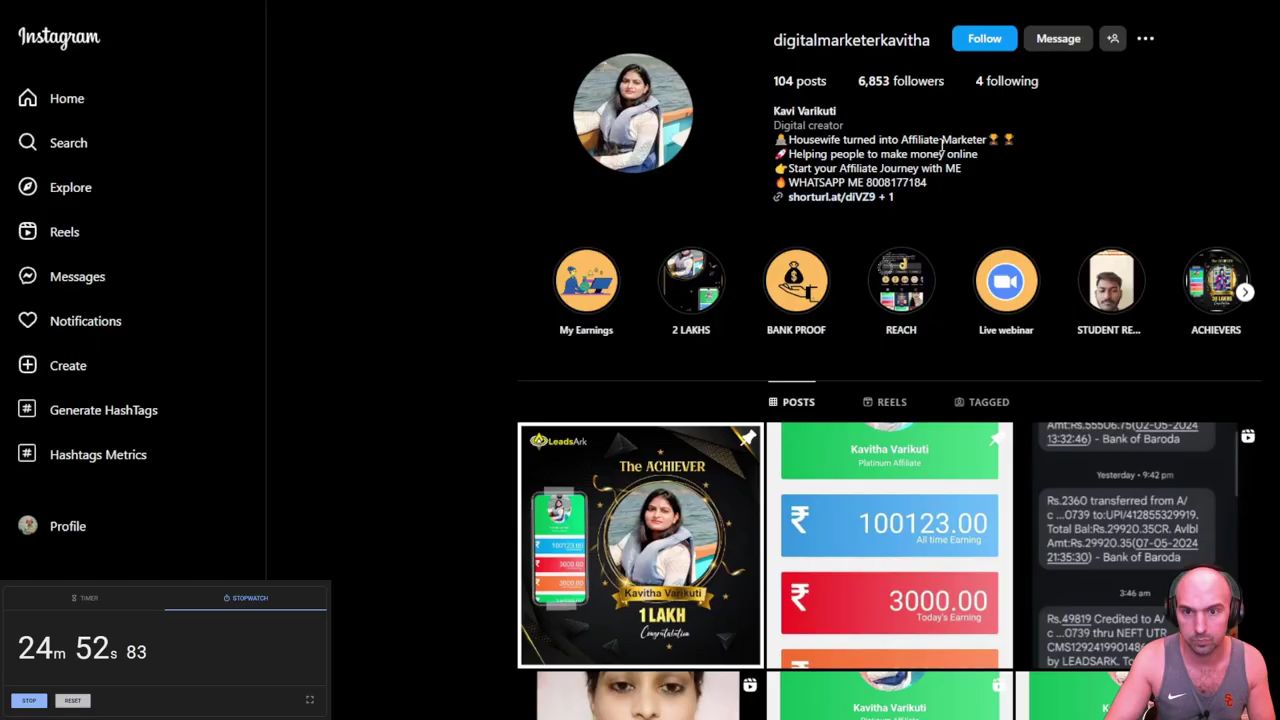 Instagram
Home
Search
Explore
Reels
Messages
Notifications
Create
Generate HashTags
Hashtags Metrics
Profile
TIMER
STOPWATCH
24m 52s 83
STOP
RESET
digitalmarketerkavitha
Follow
Message
104 posts
6,853 followers
4 following
Kavi Varikuti
Digital creator
Housewife turned into Affiliate Marketer🏆 🏆
🚀Helping people to make money online
👉Start your Affiliate Journey with ME
🔥WHATSAPP ME 8008177184
shorturl.at/diVZ9 + 1
My Earnings
2 LAKHS
BANK PROOF
REACH
Live webinar
STUDENT RE...
ACHIEVERS
POSTS
REELS
TAGGED
LeadsArk
The ACHIEVER
Kavitha Varikuti
1 LAKH
Congratulation
Kavitha Varikuti
Platinum Affiliate
₹ 100123.00
All time Earning
₹ 3000.00
Today's Earning
Amt:Rs.55506.75(02-05-2024
13:32:46) - Bank of Baroda
Yesterday • 9:42 pm
Rs.2360 transferred from A/
c ...0739 to:UPI/412855329919.
Total Bal:Rs.29920.35CR. Avlbl
Amt:Rs.29920.35(07-05-2024
21:35:30) - Bank of Baroda
3:46 am
Rs.49819 Credited to A/
c ...0739 thru NEFT UTR
by LEADSARK.
Kavitha Varikuti
Platinum Affiliate
Kavitha Varikuti